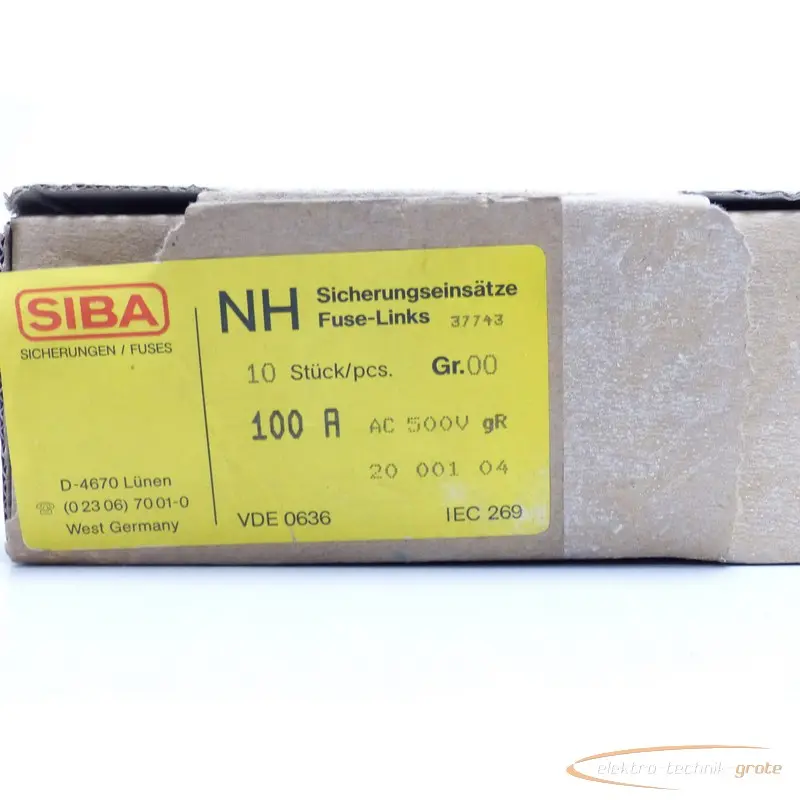 SIBA
SICHERUNGEN / FUSES
D-4670 Lünen
☏ (0 23 06) 70 01-0
West Germany
NH Sicherungseinsätze
Fuse-Links 37743
10 Stück/pcs. Gr.00
100 A AC 500V gR
20 001 04
VDE 0636 IEC 269
elektro-technik-grote